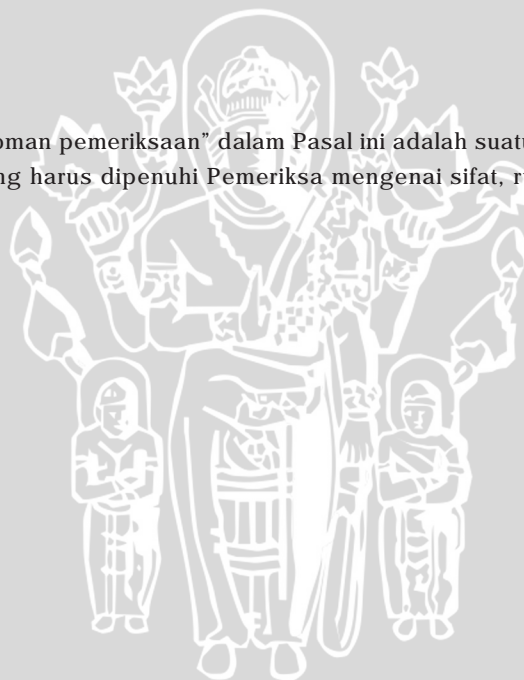 oman pemeriksaan” dalam Pasal ini adalah suatu
ng harus dipenuhi Pemeriksa mengenai sifat,